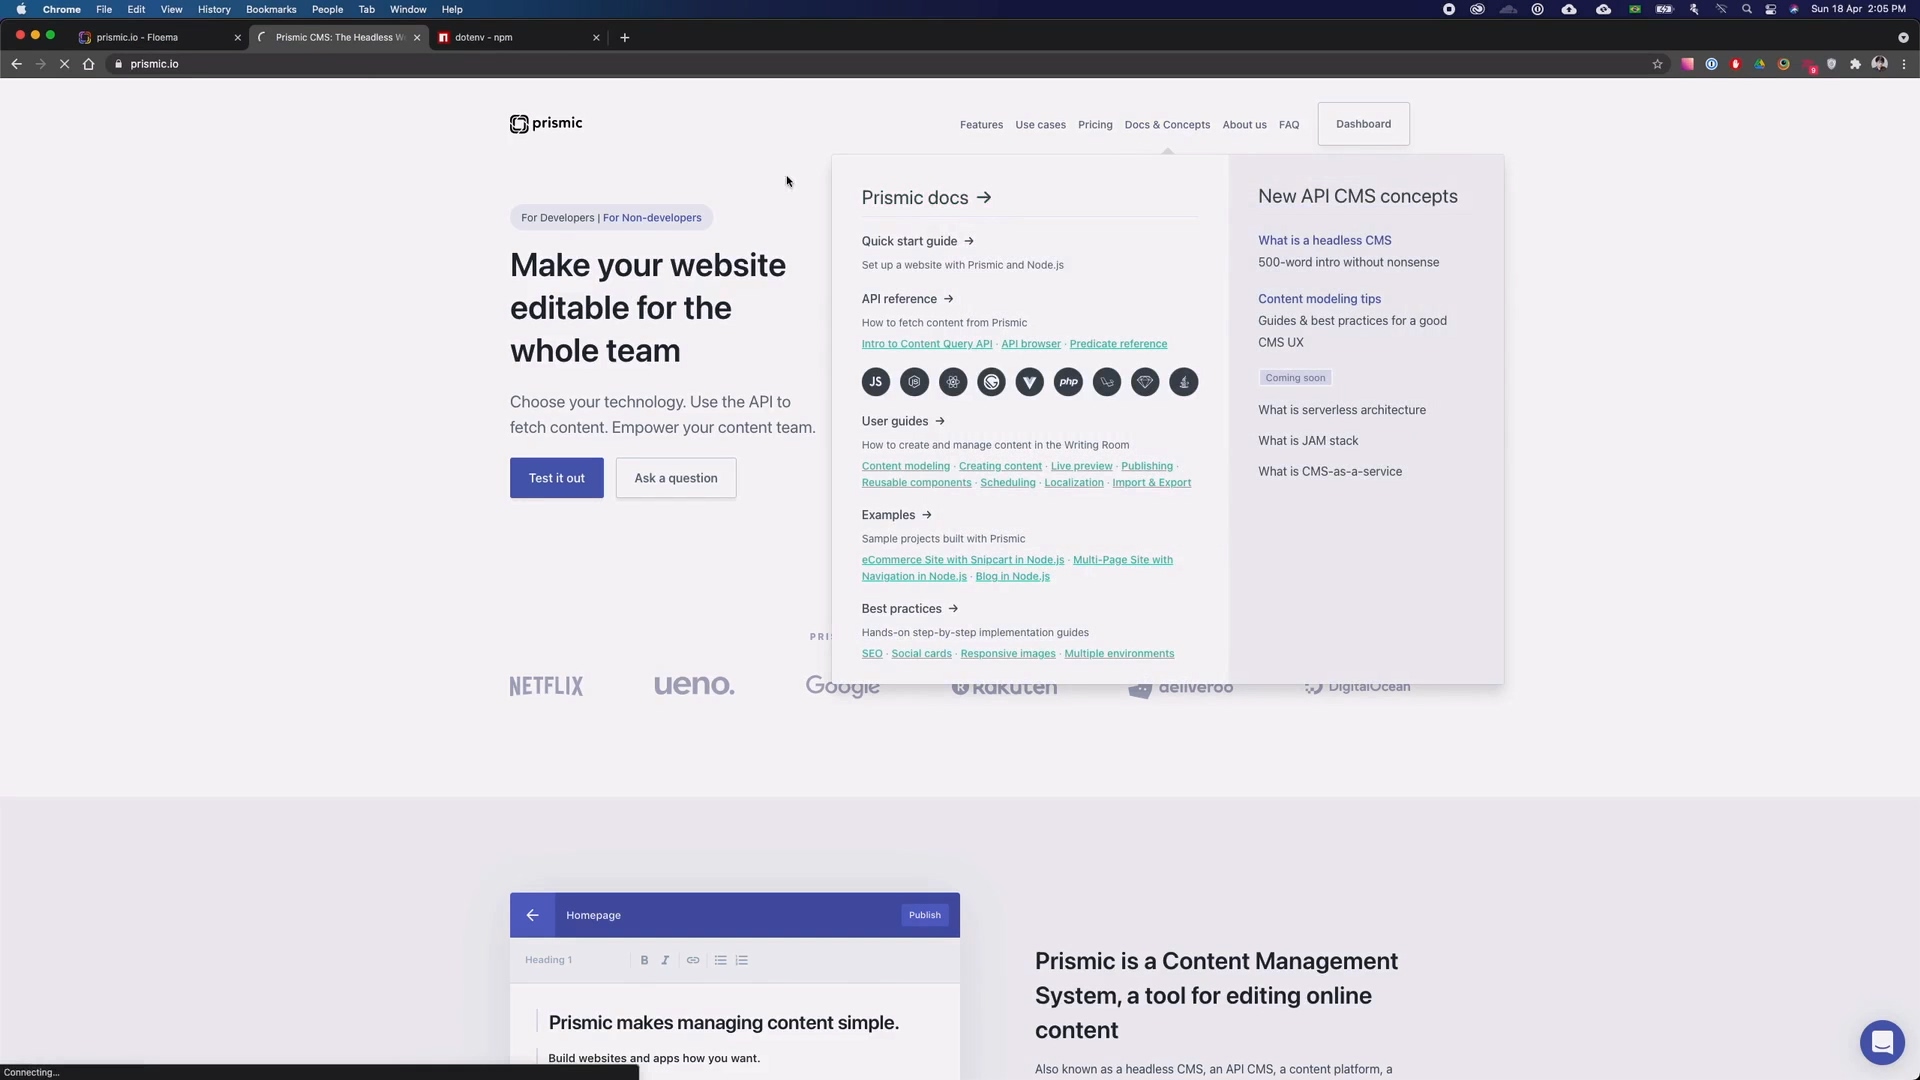 Chrome File Edit View History Bookmarks People Tab Window Help
Sun 18 Apr 2:05 PM
prismic.io - Floema
Prismic CMS: The Headless W
dotenv - npm
prismic.io
9
prismic
Features Use cases Pricing Docs & Concepts About us FAQ Dashboard
For Developers | For Non-developers
Make your website
editable for the
whole team
Choose your technology. Use the API to
fetch content. Empower your content team.
Test it out
Ask a question
Prismic docs →
Quick start guide →
Set up a website with Prismic and Node.js
API reference →
How to fetch content from Prismic
Intro to Content Query API · API browser · Predicate reference
JS
php
User guides →
How to create and manage content in the Writing Room
Content modeling · Creating content · Live preview · Publishing ·
Reusable components · Scheduling · Localization · Import & Export
Examples →
Sample projects built with Prismic
eCommerce Site with Snipcart in Node.js · Multi-Page Site with
Navigation in Node.js · Blog in Node.js
Best practices →
Hands-on step-by-step implementation guides
SEO · Social cards · Responsive images · Multiple environments
New API CMS concepts
What is a headless CMS
500-word intro without nonsense
Content modeling tips
Guides & best practices for a good
CMS UX
Coming soon
What is serverless architecture
What is JAM stack
What is CMS-as-a-service
PRIS
NETFLIX
ueno.
Google
Rakuten
deliveroo
DigitalOcean
Homepage
Publish
Heading 1
B I
Prismic makes managing content simple.
Build websites and apps how you want.
Prismic is a Content Management
System, a tool for editing online
content
Also known as a headless CMS, an API CMS, a content platform, a
Connecting...